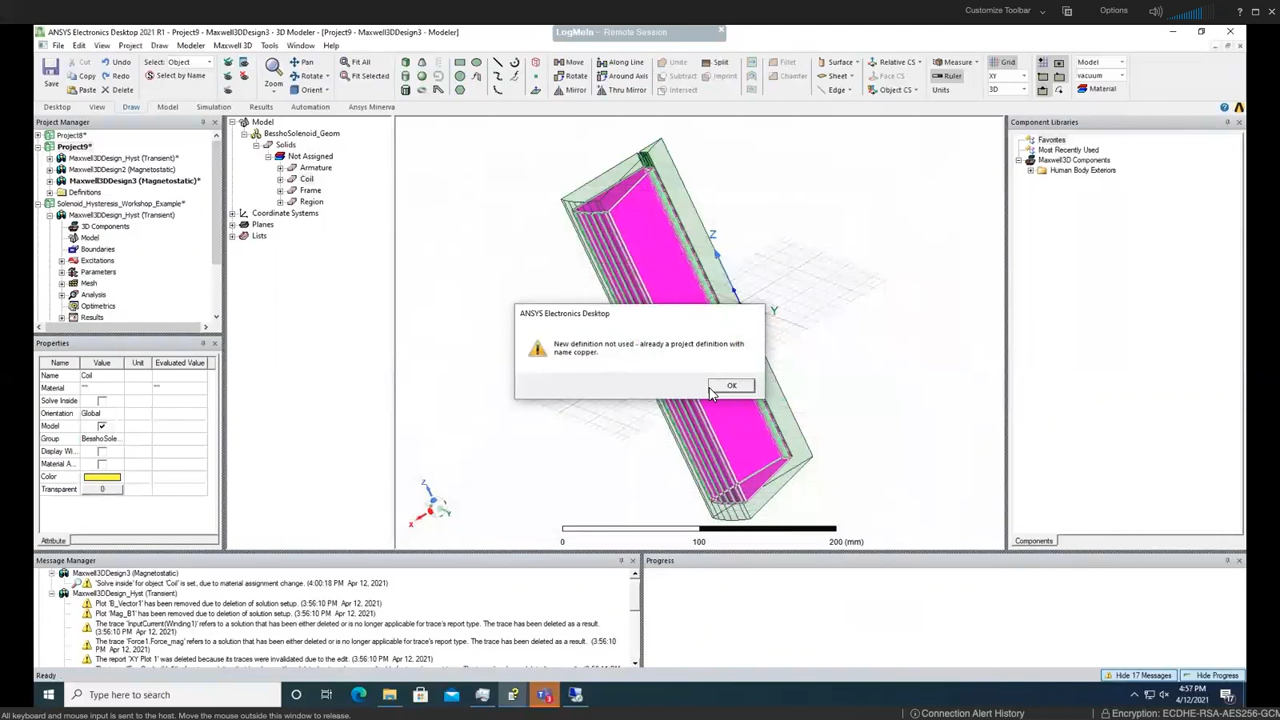 Customize Toolbar
Options
ANSYS Electronics Desktop 2021 R1 - Project9 - Maxwell3DDesign3 - 3D Modeler - [Project9 - Maxwell3DDesign3 - Modeler]
LogMeIn - Remote Session
File Edit View Project Draw Modeler Maxwell 3D Tools Window Help
Save
Cut
Copy
Paste
Undo
Redo
Delete
Select: Object
Select by Name
Zoom
Pan
Rotate
Orient
Fit All
Fit Selected
Move
Rotate
Mirror
Along Line
Around Axis
Thru Mirror
Unite
Subtract
Intersect
Split
Imprint
Fillet
Chamfer
Surface
Sheet
Edge
Relative CS
Face CS
Object CS
Measure
Ruler
Units
Grid
XY
3D
Model
vacuum
Material
Desktop View Draw Model Simulation Results Automation Ansys Minerva
Project Manager
Project8*
Project9*
Maxwell3DDesign_Hyst (Transient)*
Maxwell3DDesign2 (Magnetostatic)
Maxwell3DDesign3 (Magnetostatic)*
Definitions
Solenoid_Hysteresis_Workshop_Example*
Maxwell3DDesign_Hyst (Transient)*
3D Components
Model
Boundaries
Excitations
Parameters
Mesh
Analysis
Optimetrics
Results
Model
BesshoSolenoid_Geom
Solids
Not Assigned
Armature
Coil
Frame
Region
Coordinate Systems
Planes
Lists
Component Libraries
Favorites
Most Recently Used
Maxwell3D Components
Human Body Exteriors
Properties
Name Value Unit Evaluated Value
Name Coil
Material "" ""
Solve Inside
Orientation Global
Model
Group BesshoSole...
Display Wi...
Material A...
Color
Transparent 0
Attribute
Z
Y
ANSYS Electronics Desktop
New definition not used - already a project definition with
name copper.
OK
Z
Y
X
0 100 200 (mm)
Components
Message Manager
Maxwell3DDesign3 (Magnetostatic)
'Solve inside' for object 'Coil' is set, due to material assignment change. (4:00:18 PM Apr 12, 2021)
Maxwell3DDesign_Hyst (Transient)
Plot 'B_Vector1' has been removed due to deletion of solution setup. (3:56:10 PM Apr 12, 2021)
Plot 'Mag_B1' has been removed due to deletion of solution setup. (3:56:10 PM Apr 12, 2021)
The trace 'InputCurrent(Winding1)' refers to a solution that has been either deleted or is no longer applicable for trace's report type. The trace has been deleted as a result.
(3:56:10 PM Apr 12, 2021)
The trace 'Force1.Force_mag' refers to a solution that has been either deleted or is no longer applicable for trace's report type. The trace has been deleted as a result. (3:56:10
PM Apr 12, 2021)
The report 'XY Plot 1' was deleted because its traces were invalidated due to the edit. (3:56:10 PM Apr 12, 2021)
Progress
Ready
Hide 17 Messages
Hide Progress
Type here to search
4:57 PM
4/12/2021
All keyboard and mouse input is sent to the host. Move the mouse outside this window to release.
Connection Alert History
Encryption: ECDHE-RSA-AES256-GCM